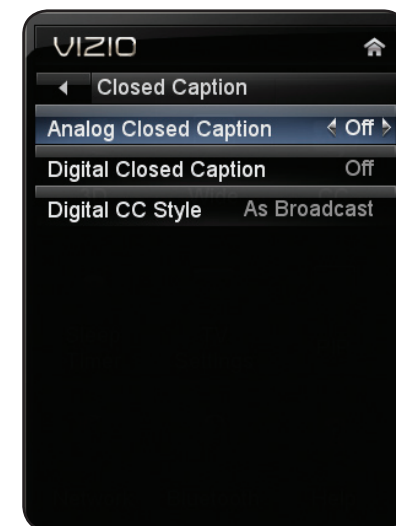 VIZIO
Closed Caption
Analog Closed Caption Off
Digital Closed Caption Off
Digital CC Style As Broadcast